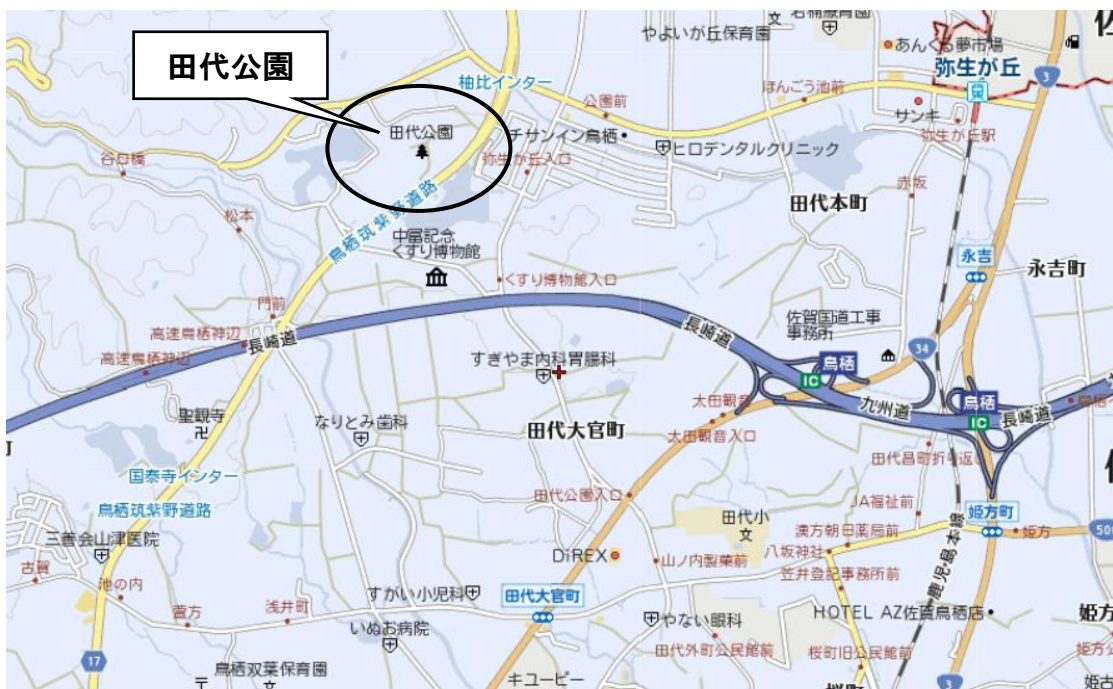 若楠療育園
やよいが丘保育園
文
あんくる夢市場
弥生が丘
3
田代公園
柚比インター
公園前
ほんごう池前
サンキ
弥生が丘駅
田代公園
チサンイン鳥栖
弥生が丘入口
ヒロデンタルクリニック
谷口橋
赤坂
松本
鳥栖筑紫野道路
田代本町
中冨記念
くすり博物館
くすり博物館入口
永吉
永吉町
門前
高速鳥栖神辺
長崎道
高速鳥栖神辺
長崎道
佐賀国道工事
事務所
34
すぎやま内科胃腸科
鳥栖
IC
太田観音
九州道
鳥栖
IC
長崎道
聖観寺
卍
なりとみ歯科
田代大官町
太田観音入口
田代昌町折り返し
国泰寺インター
鳥栖筑紫野道路
田代公園入口
田代小
文
JA福祉前
姫方町
三善会山津医院
漢方朝日薬局前
姫方
古賀
DiREX
山ノ内製薬前
八坂神社
鹿児島本線
池の内
笠井登記事務所前
すがい小児科
田代大官町
萱方
浅井町
いぬお病院
やない眼科
HOTEL AZ佐賀鳥栖店
17
田代外町公民館前
桜町旧公民館前
鳥栖双葉保育園
文
キユーピー
3